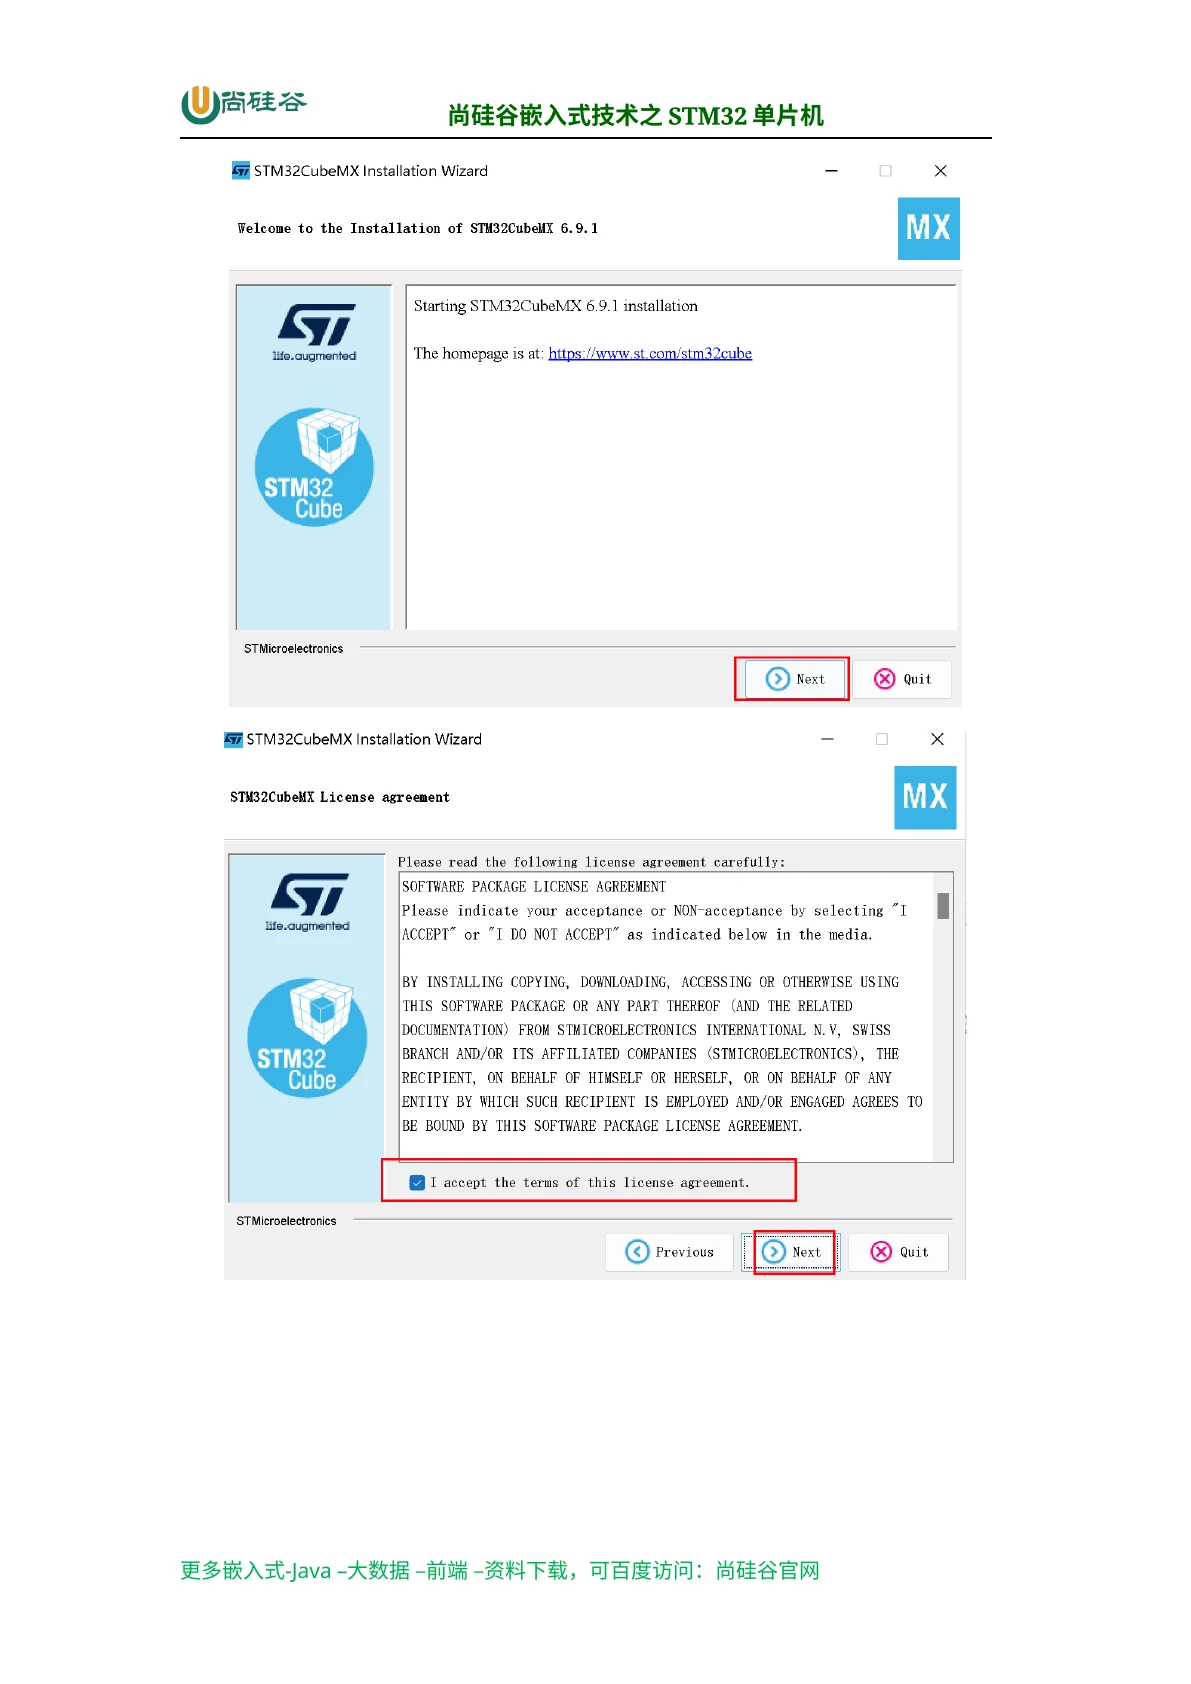 尚硅谷
尚硅谷嵌入式技术之 STM32 单片机
STM32CubeMX Installation Wizard
Welcome to the Installation of STM32CubeMX 6.9.1
MX
ST
life.augmented
STM32
Cube
Starting STM32CubeMX 6.9.1 installation
The homepage is at: https://www.st.com/stm32cube
STMicroelectronics
Next
Quit
STM32CubeMX Installation Wizard
STM32CubeMX License agreement
MX
ST
life.augmented
STM32
Cube
Please read the following license agreement carefully:
SOFTWARE PACKAGE LICENSE AGREEMENT
Please indicate your acceptance or NON-acceptance by selecting "I
ACCEPT" or "I DO NOT ACCEPT" as indicated below in the media.
BY INSTALLING COPYING, DOWNLOADING, ACCESSING OR OTHERWISE USING
THIS SOFTWARE PACKAGE OR ANY PART THEREOF (AND THE RELATED
DOCUMENTATION) FROM STMICROELECTRONICS INTERNATIONAL N.V, SWISS
BRANCH AND/OR ITS AFFILIATED COMPANIES (STMICROELECTRONICS), THE
RECIPIENT, ON BEHALF OF HIMSELF OR HERSELF, OR ON BEHALF OF ANY
ENTITY BY WHICH SUCH RECIPIENT IS EMPLOYED AND/OR ENGAGED AGREES TO
BE BOUND BY THIS SOFTWARE PACKAGE LICENSE AGREEMENT.
I accept the terms of this license agreement.
STMicroelectronics
Previous
Next
Quit
更多嵌入式-Java –大数据 –前端 –资料下载，可百度访问：尚硅谷官网